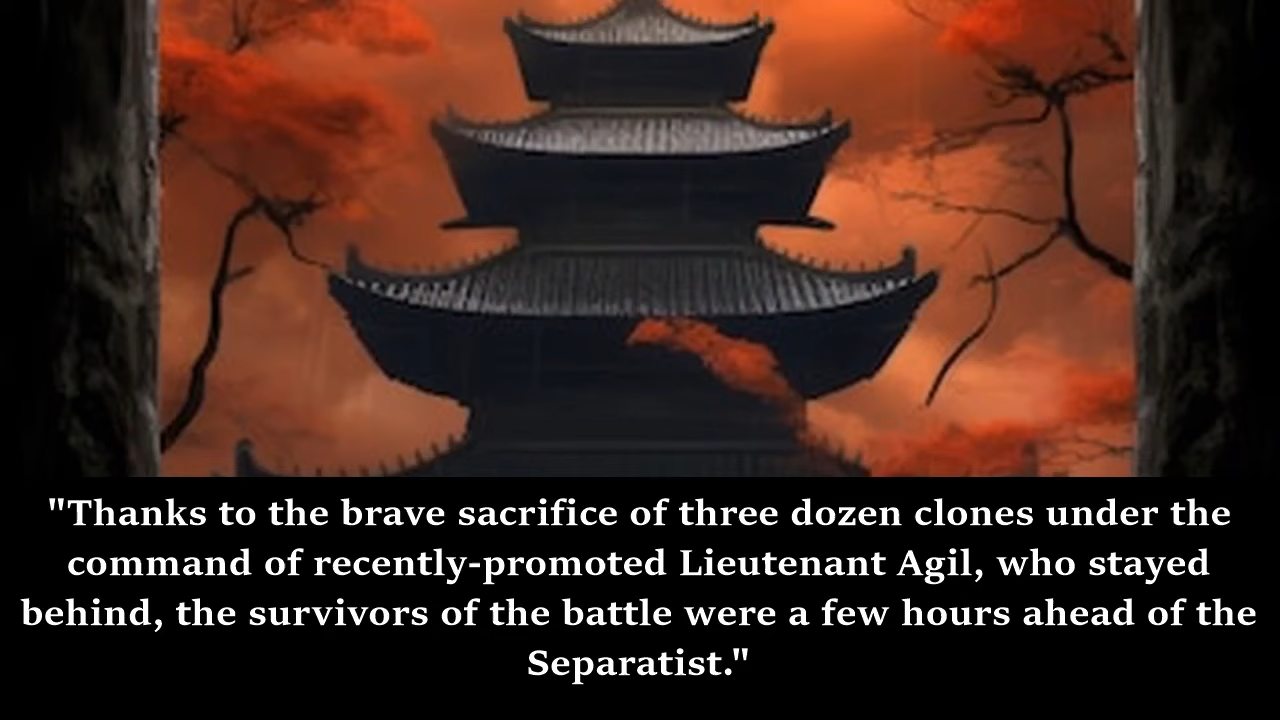 "Thanks to the brave sacrifice of three dozen clones under the
command of recently-promoted Lieutenant Agil, who stayed
behind, the survivors of the battle were a few hours ahead of the
Separatist."